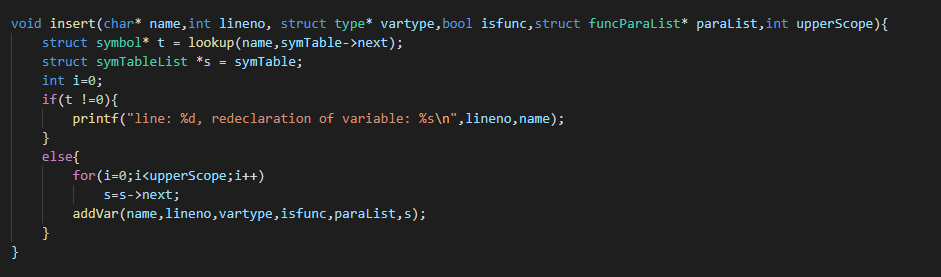 void insert(char* name,int lineno, struct type* vartype,bool isfunc,struct funcParaList* paraList,int upperScope){
    struct symbol* t = lookup(name,symTable->next);
    struct symTableList *s = symTable;
    int i=0;
    if(t !=0){
        printf("line: %d, redeclaration of variable: %s\n",lineno,name);
    }
    else{
        for(i=0;i<upperScope;i++)
            s=s->next;
        addVar(name,lineno,vartype,isfunc,paraList,s);
    }
}